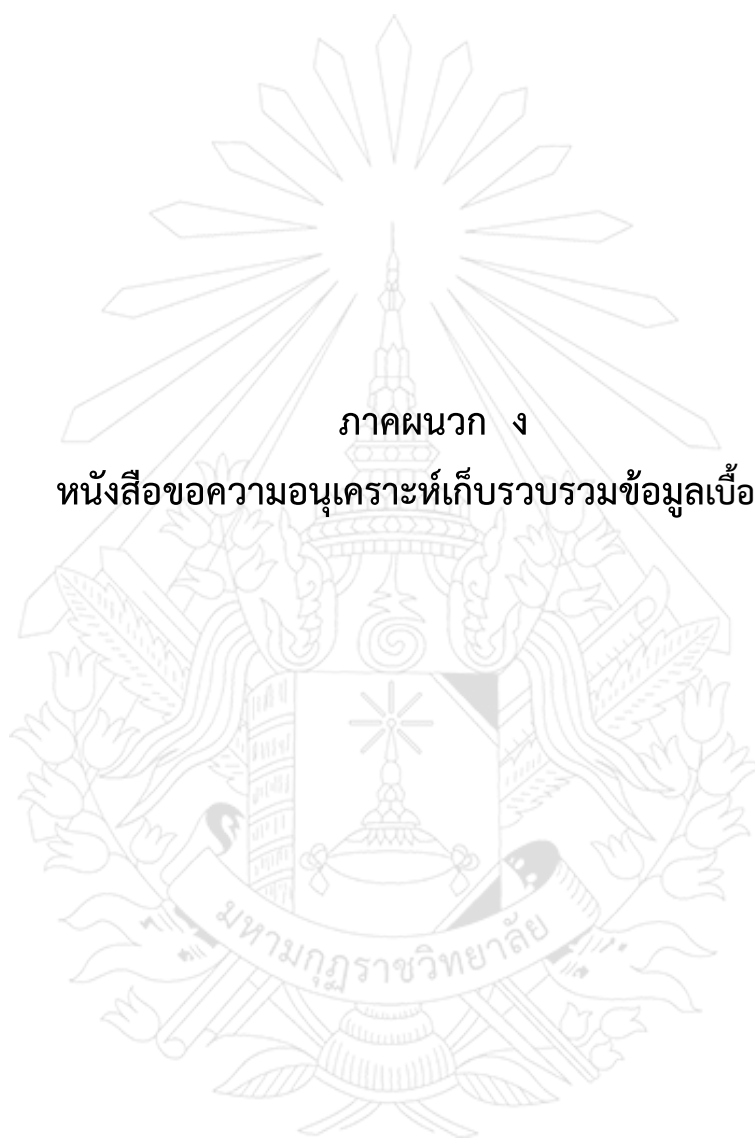 ภาคผนวก ง
หนังสือขอความอนุเคราะห์เก็บรวบรวมข้อมูลเบื้อ
มหามกุฏราชวิทยาลัย